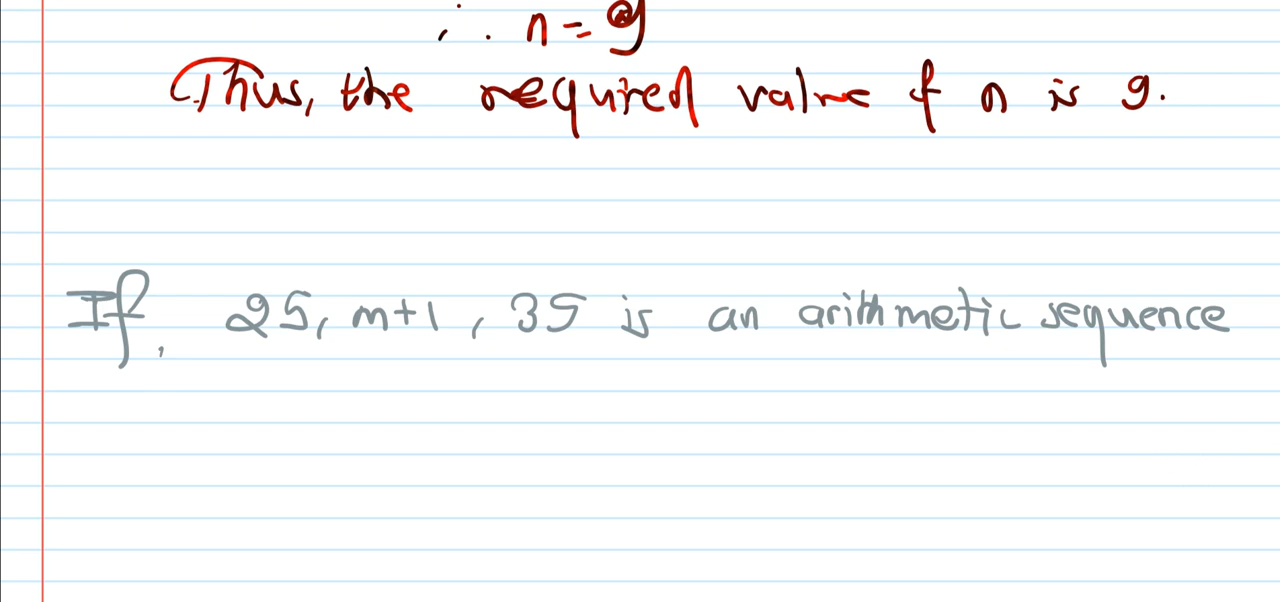 ∴ n = 9
Thus, the required value of n is 9.
If, 25, m+1, 35 is an arithmetic sequence